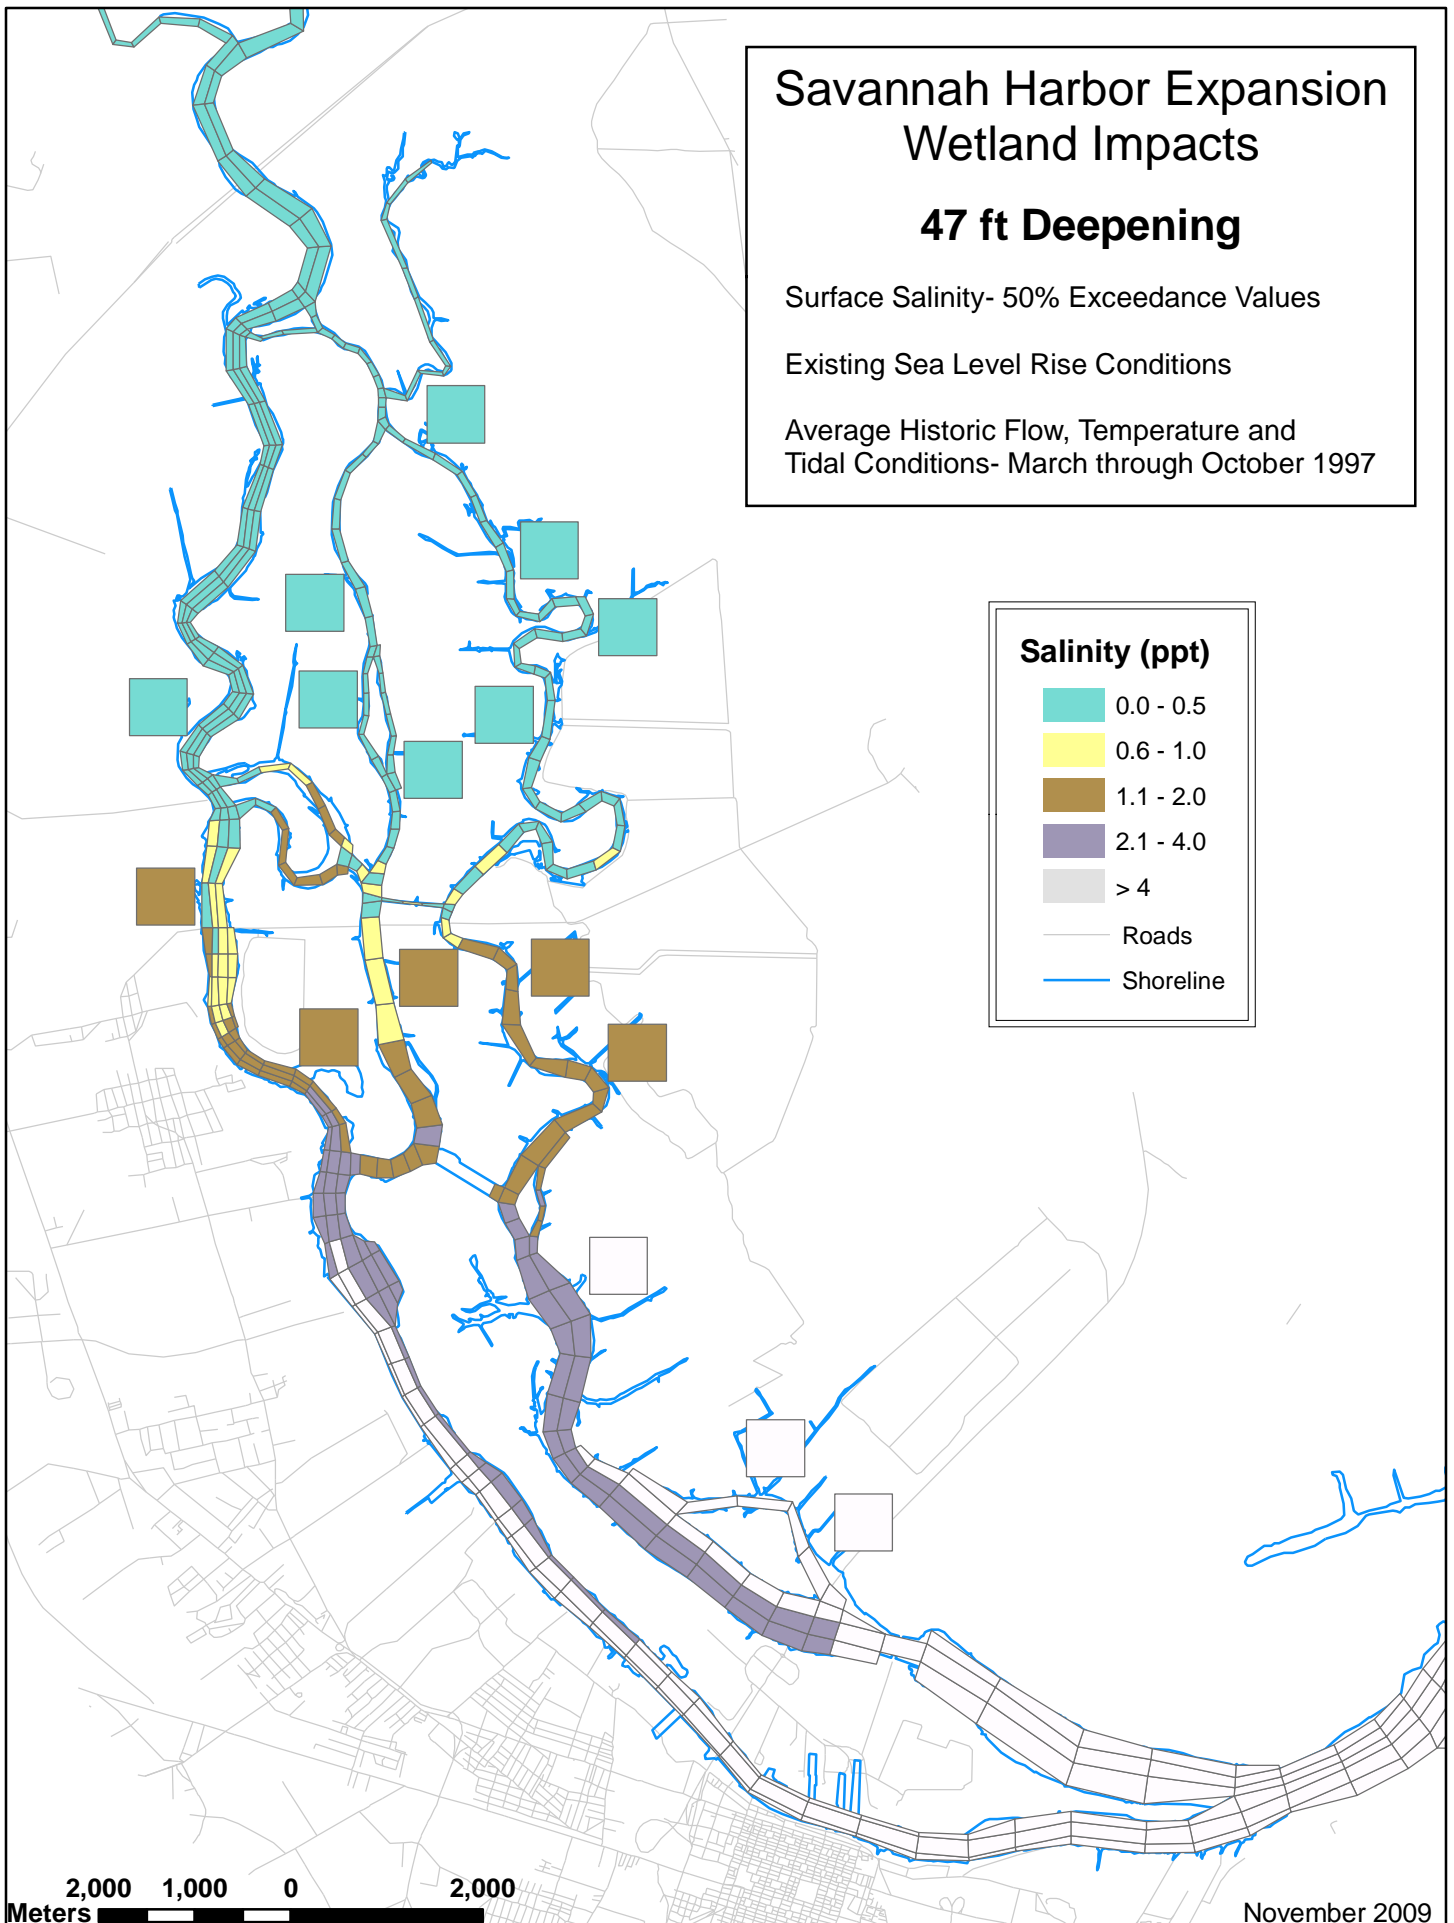 Savannah Harbor Expansion
Wetland Impacts
47 ft Deepening
Surface Salinity- 50% Exceedance Values
Existing Sea Level Rise Conditions
Average Historic Flow, Temperature and
Tidal Conditions- March through October 1997
Salinity (ppt)
0.0 - 0.5
0.6 - 1.0
1.1 - 2.0
2.1 - 4.0
> 4
Roads
Shoreline
2,000 1,000 0 2,000
Meters
November 2009